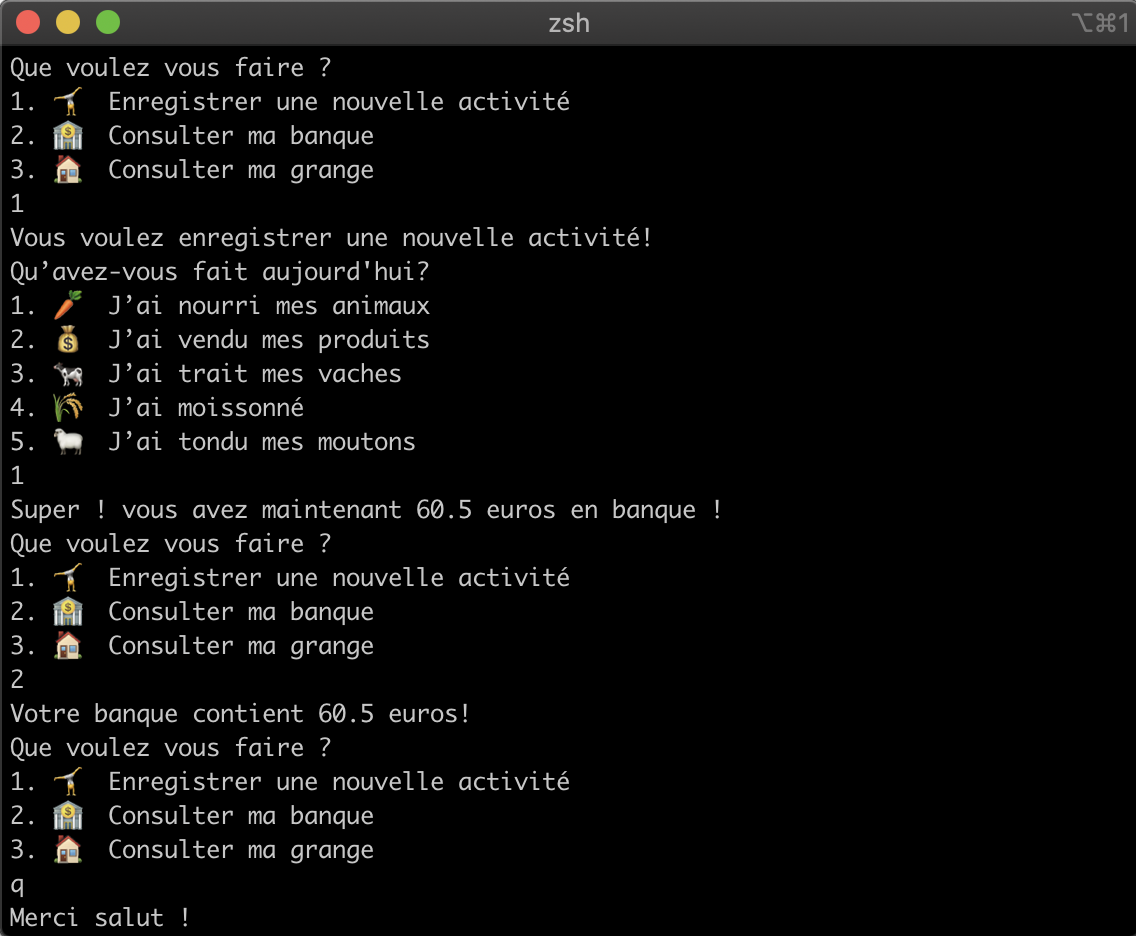 zsh
⌥⌘1
Que voulez vous faire ?
1. 🤸 Enregistrer une nouvelle activité
2. 🏦 Consulter ma banque
3. 🏠 Consulter ma grange
1
Vous voulez enregistrer une nouvelle activité!
Qu’avez-vous fait aujourd'hui?
1. 🥕 J’ai nourri mes animaux
2. 💰 J’ai vendu mes produits
3. 🐄 J’ai trait mes vaches
4. 🌾 J’ai moissonné
5. 🐑 J’ai tondu mes moutons
1
Super ! vous avez maintenant 60.5 euros en banque !
Que voulez vous faire ?
1. 🤸 Enregistrer une nouvelle activité
2. 🏦 Consulter ma banque
3. 🏠 Consulter ma grange
2
Votre banque contient 60.5 euros!
Que voulez vous faire ?
1. 🤸 Enregistrer une nouvelle activité
2. 🏦 Consulter ma banque
3. 🏠 Consulter ma grange
q
Merci salut !